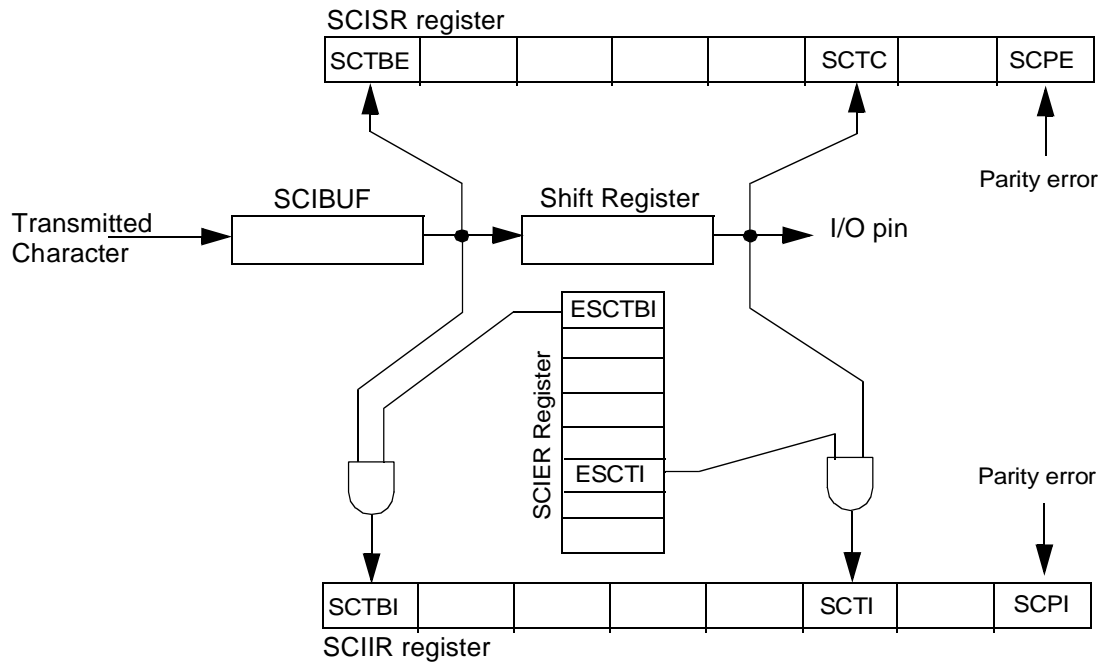 SCISR register
SCTBE
SCTC
SCPE
Parity error
SCIBUF
Shift Register
Transmitted
Character
I/O pin
ESCTBI
SCIER Register
ESCTI
Parity error
SCTBI
SCTI
SCPI
SCIIR register